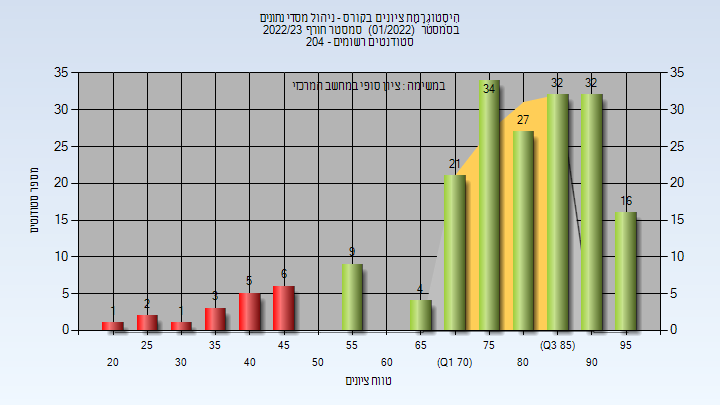 היסטוגרמת ציונים בקורס - ניהול מסדי נתונים
בסמסטר (01/2022) סמסטר חורף 2022/23
סטודנטים רשומים - 204
במשימה : ציון סופי במחשב המרכזי
מספר סטודנטים
35 35
30 30
25 25
20 20
15 15
10 10
5 5
0 0
1 2 1 3 5 6 9 4 21 34 27 32 32 16
25 35 45 55 65 75 (Q3 85) 95
20 30 40 50 60 (Q1 70) 80 90
טווח ציונים